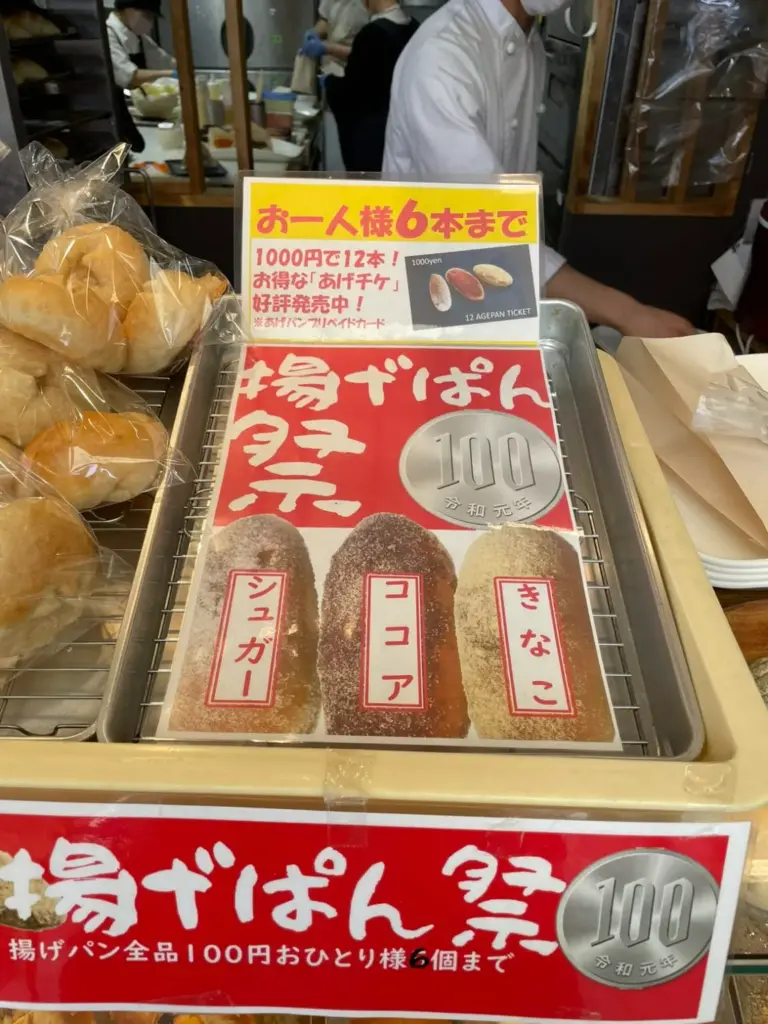 お一人様6本まで
1000円で12本！
お得な「あげチケ」
好評発売中！
※あげパンプリペイドカード
1000yen
12 AGEPAN TICKET
揚げぱん
祭
100
令和元年
シュガー
ココア
きなこ
揚げぱん祭
100
令和元年
揚げパン全品100円おひとり様6個まで